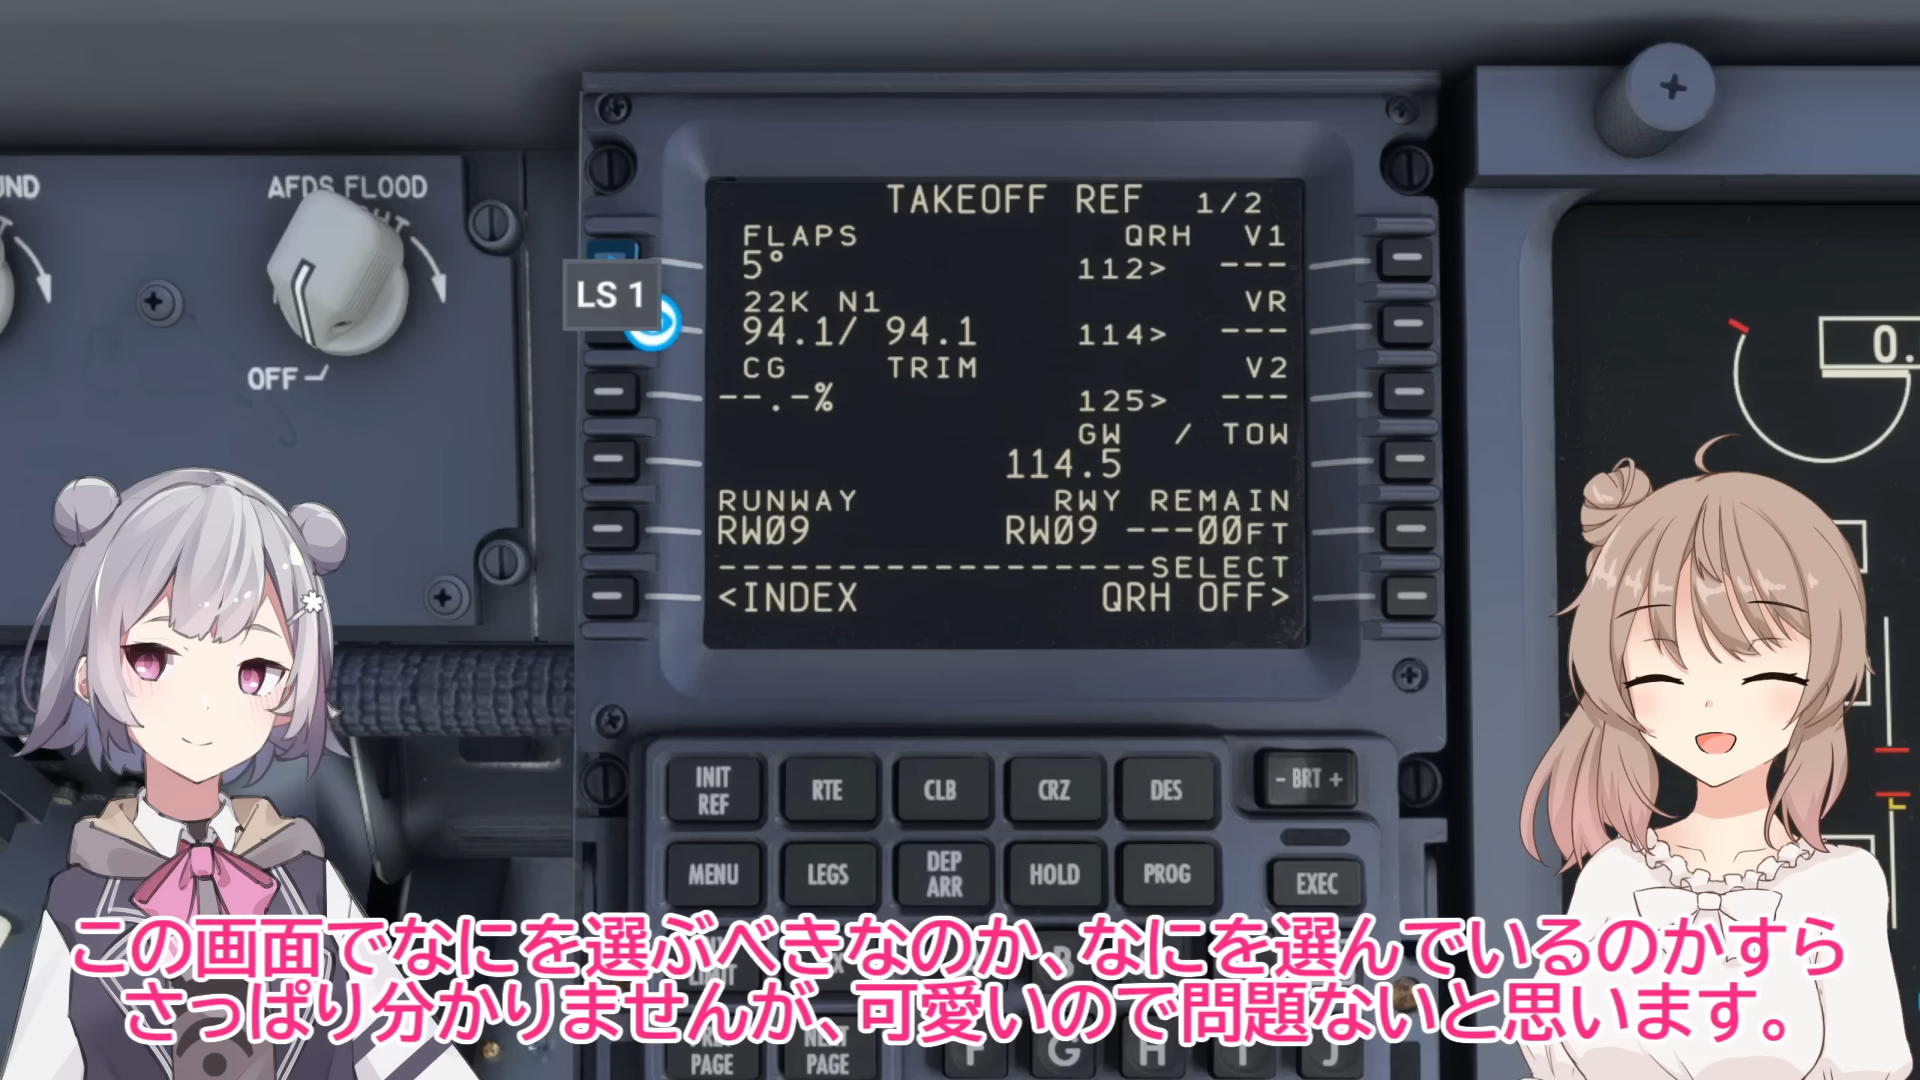 UND
AFDS FLOOD
OFF
LS 1
TAKEOFF REF 1/2
FLAPS QRH V1
5° 112> ---
22K N1 VR
94.1/ 94.1 114> ---
CG TRIM V2
--.-% 125> ---
GW / TOW
114.5
RUNWAY RWY REMAIN
RW09 RW09 ---00FT
------------------SELECT
<INDEX QRH OFF>
0.
INIT REF RTE CLB CRZ DES - BRT +
MENU LEGS DEP ARR HOLD PROG EXEC
この画面でなにを選ぶべきなのか、なにを選んでいるのかすら
さっぱり分かりませんが、可愛いので問題ないと思います。
PAGE NEXT PAGE F G H I J